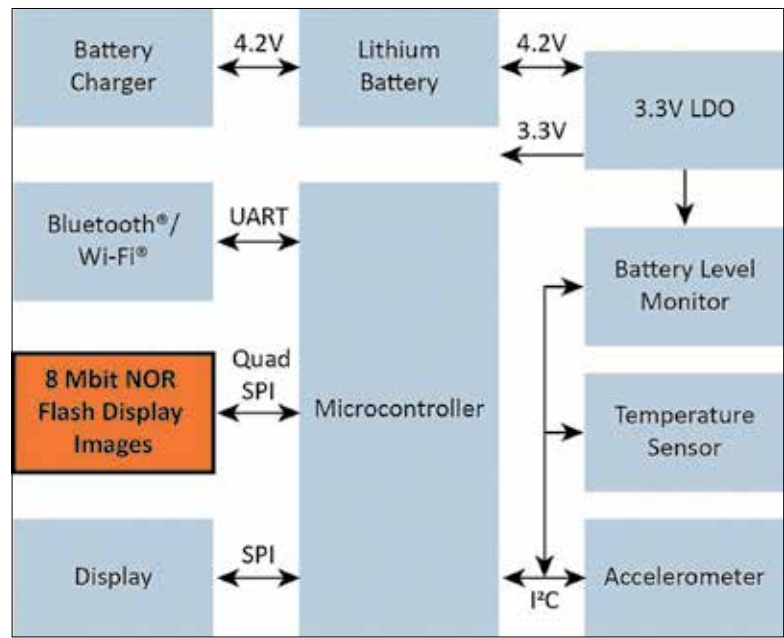 Battery
Charger
4.2V
Lithium
Battery
4.2V
3.3V LDO
3.3V
Bluetooth®/
Wi-Fi®
UART
Microcontroller
Battery Level
Monitor
8 Mbit NOR
Flash Display
Images
Quad
SPI
Temperature
Sensor
Display
SPI
I²C
Accelerometer